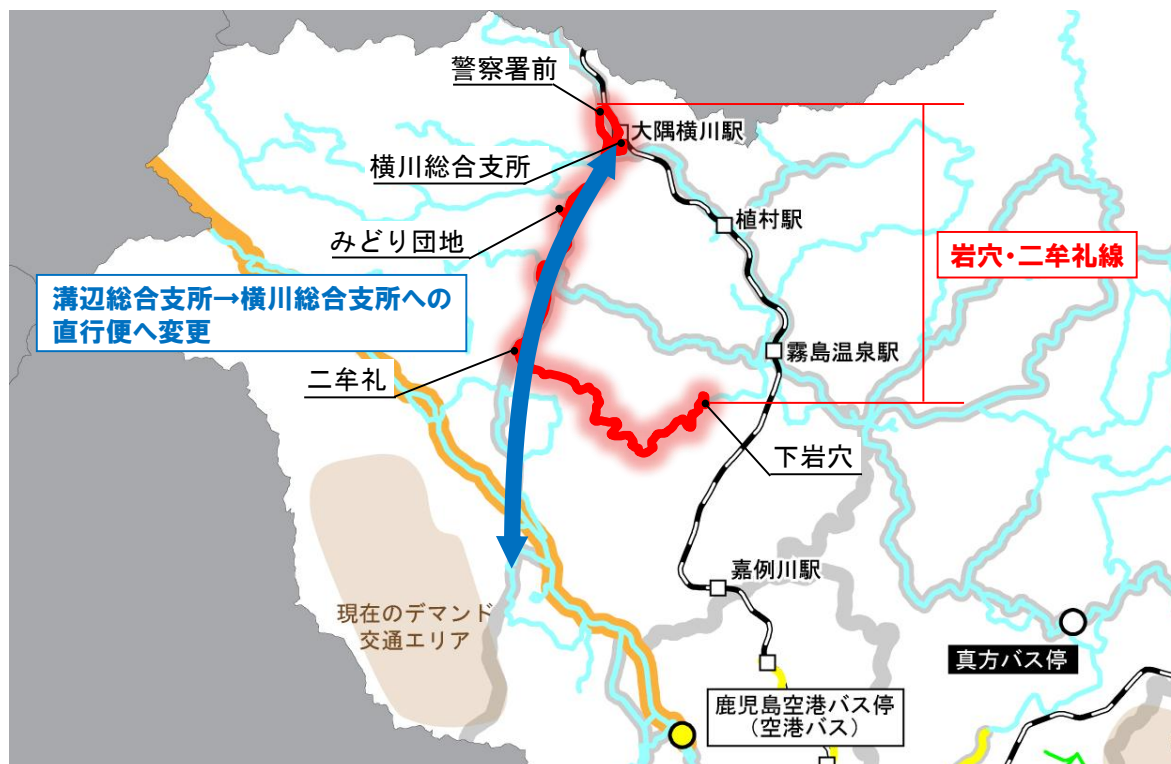 警察署前
大隅横川駅
横川総合支所
植村駅
みどり団地
岩穴・二牟礼線
溝辺総合支所→横川総合支所への
直行便へ変更
霧島温泉駅
二牟礼
下岩穴
嘉例川駅
現在のデマンド
交通エリア
真方バス停
鹿児島空港バス停
（空港バス）